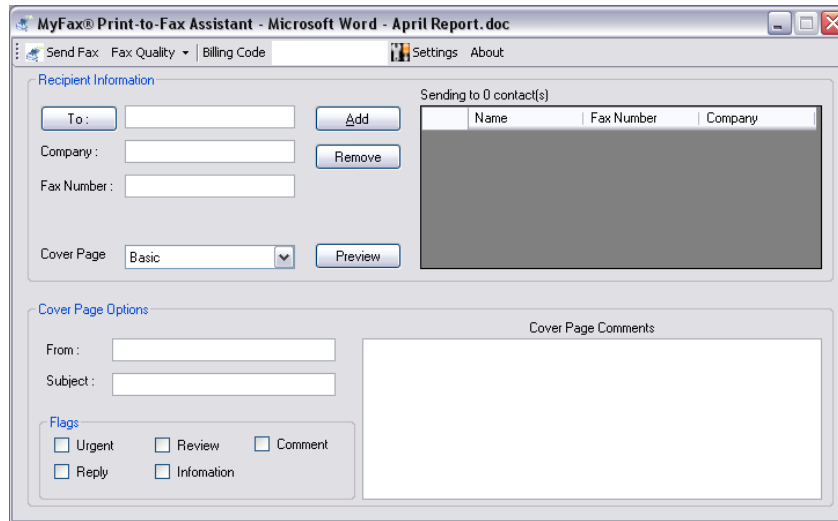 MyFax® Print-to-Fax Assistant - Microsoft Word - April Report.doc
Send Fax Fax Quality Billing Code Settings About
Recipient Information
Sending to 0 contact(s)
To : Add Name Fax Number Company
Company : Remove
Fax Number :
Cover Page Basic Preview
Cover Page Options
Cover Page Comments
From :
Subject :
Flags
Urgent Review Comment
Reply Infomation